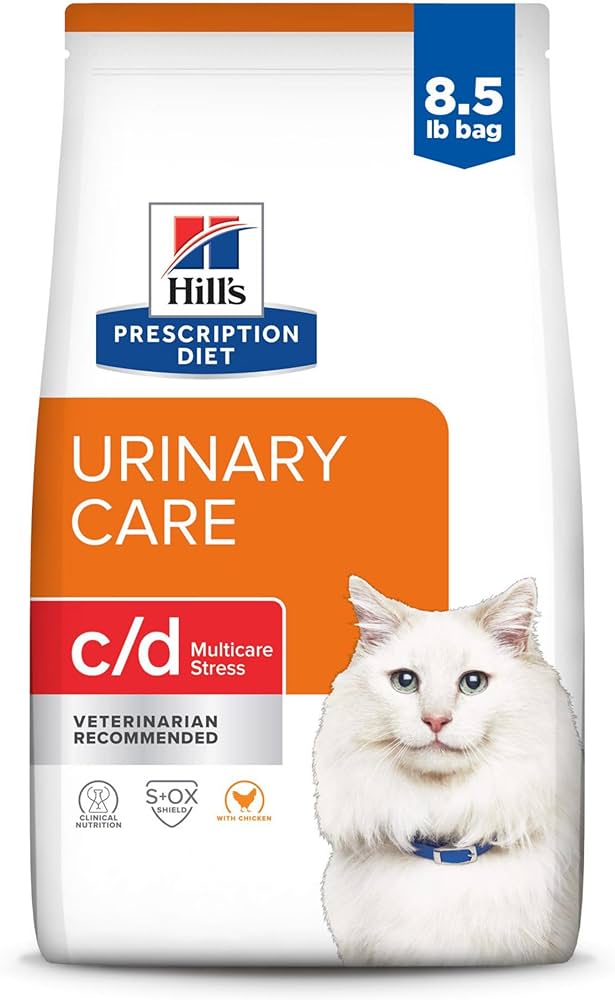 8.5
lb bag
Hill's
PRESCRIPTION
DIET
URINARY
CARE
c/d Multicare
Stress
VETERINARIAN
RECOMMENDED
CLINICAL
NUTRITION
S+OX
SHIELD
WITH CHICKEN